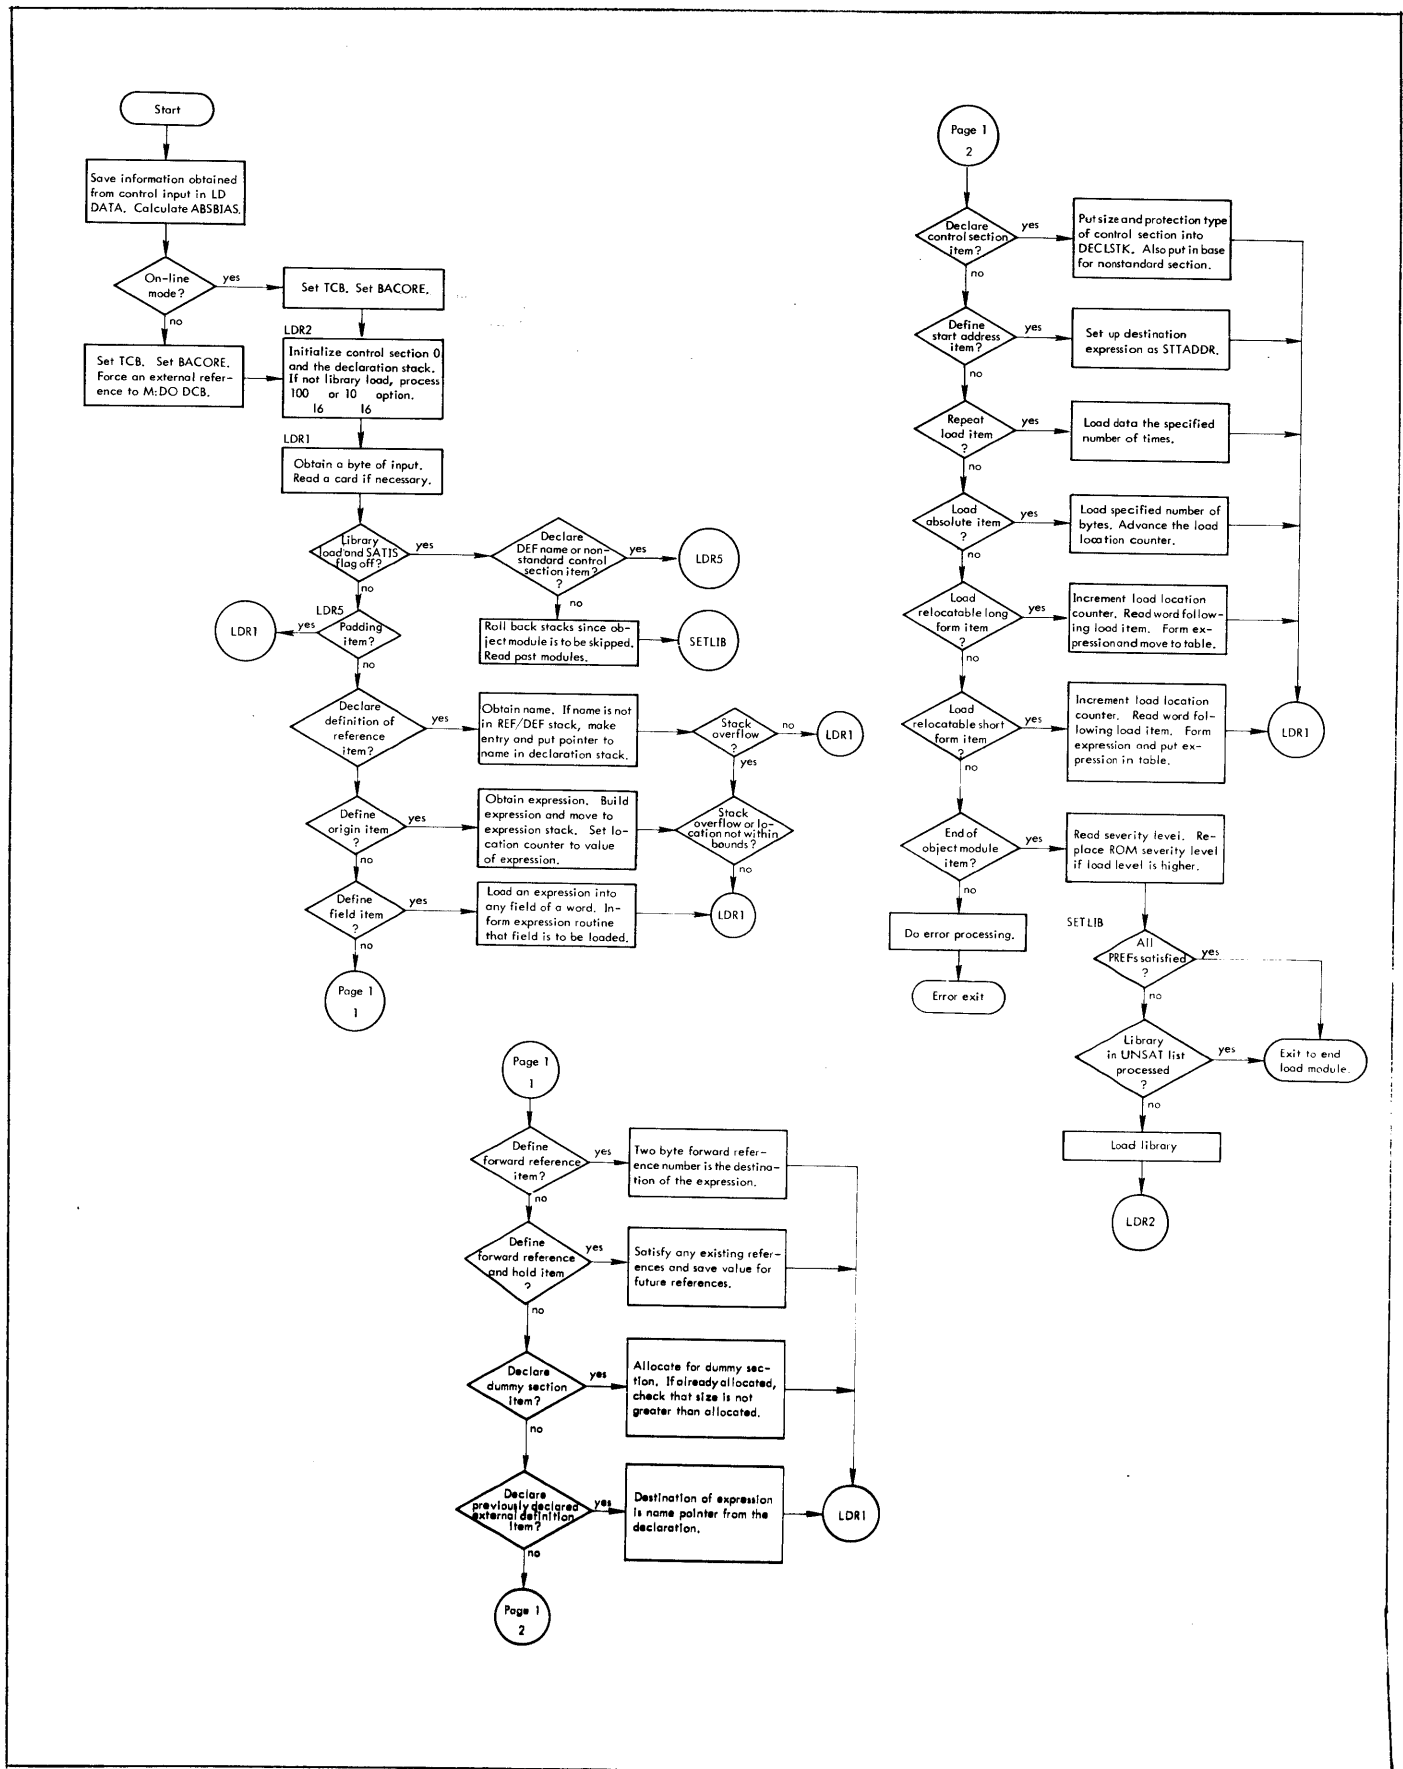 Start
Save information obtained
from control input in LD
DATA. Calculate ABSBIAS.
On-line
mode?
yes
no
Set TCB. Set BACORE.
Set TCB. Set BACORE.
Force an external refer-
ence to M:DO DCB.
LDR2
Initialize control section 0
and the declaration stack.
If not library load, process
100 or 10 option.
16 16
LDR1
Obtain a byte of input.
Read a card if necessary.
Library
load and SATIS
flag off?
yes
no
Declare
DEF name or non-
standard control
section item?
?
yes
no
LDR5
Roll back stacks since ob-
ject module is to be skipped.
Read past modules.
SETLIB
LDR5
Padding
item?
yes
LDR1
no
Declare
definition of
reference
item?
yes
no
Obtain name. If name is not
in REF/DEF stack, make
entry and put pointer to
name in declaration stack.
Stack
overflow
?
no
LDR1
yes
Define
origin item
?
yes
no
Obtain expression. Build
expression and move to
expression stack. Set lo-
cation counter to value
of expression.
Stack
overflow or lo-
cation not within
bounds?
no
LDR1
Define
field item
?
yes
no
Load an expression into
any field of a word. In-
form expression routine
that field is to be loaded.
Page 1
1
Page 1
1
Define
forward reference
item?
yes
no
Two byte forward refer-
ence number is the destina-
tion of the expression.
Define
forward reference
and hold item
?
yes
no
Satisfy any existing refer-
ences and save value for
future references.
Declare
dummy section
item?
yes
no
Allocate for dummy sec-
tion. If already allocated,
check that size is not
greater than allocated.
Declare
previously declared
external definition
item?
yes
no
Destination of expression
is name pointer from the
declaration.
LDR1
Page 1
2
Page 1
2
Declare
control section
item?
yes
no
Put size and protection type
of control section into
DECLSTK. Also put in base
for nonstandard section.
Define
start address
item?
yes
no
Set up destination
expression as STTADDR.
Repeat
load item
?
yes
no
Load data the specified
number of times.
Load
absolute item
?
yes
no
Load specified number of
bytes. Advance the load
location counter.
Load
relocatable long
form item
?
yes
no
Increment load location
counter. Read word follow-
ing load item. Form ex-
pression and move to table.
Load
relocatable short
form item
?
yes
no
Increment load location
counter. Read word fol-
lowing load item. Form
expression and put ex-
pression in table.
LDR1
End of
object module
item?
yes
no
Read severity level. Re-
place ROM severity level
if load level is higher.
Do error processing.
Error exit
SETLIB
All
PREFs satisfied
?
yes
no
Library
in UNSAT list
processed
?
yes
no
Exit to end
load module.
Load library
LDR2